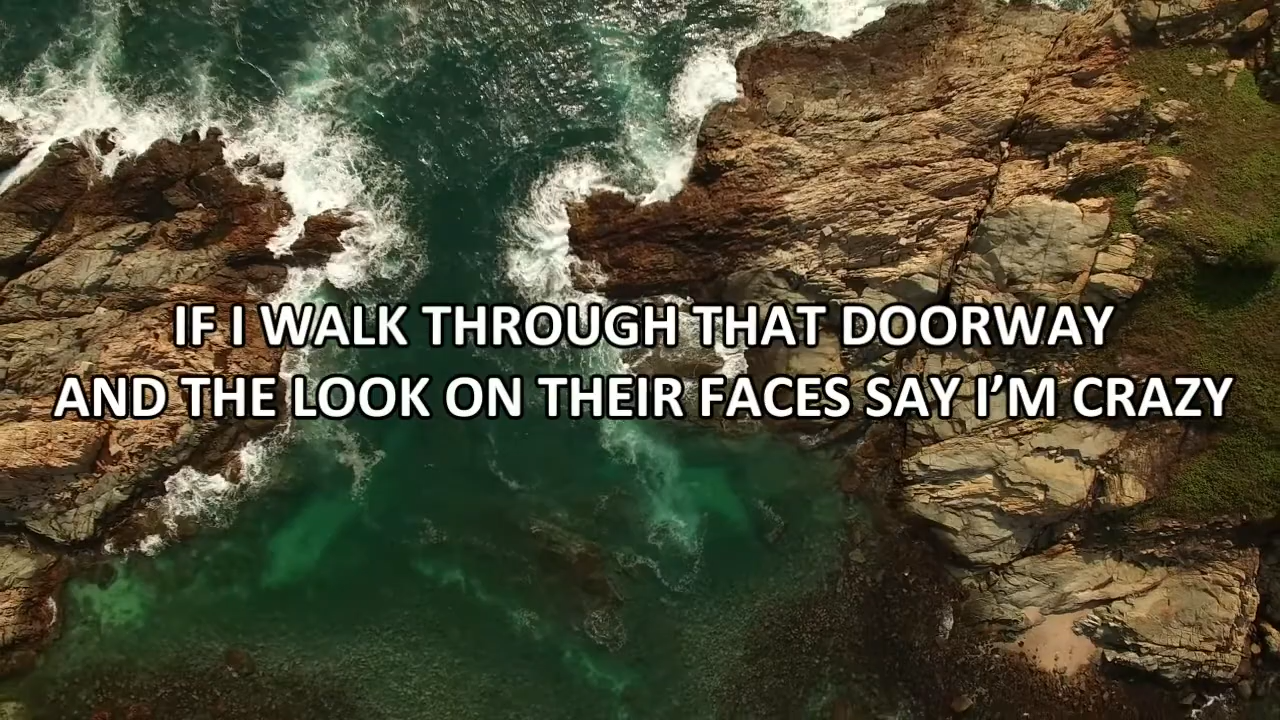 IF I WALK THROUGH THAT DOORWAY
AND THE LOOK ON THEIR FACES SAY I’M CRAZY